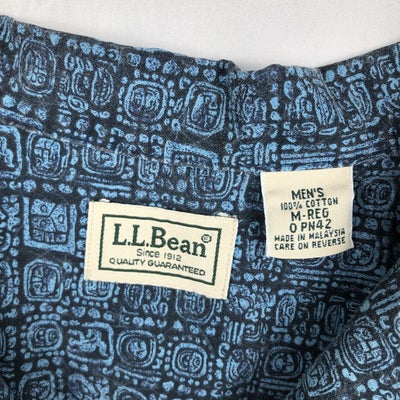 L.L.Bean®
Since 1912
QUALITY GUARANTEED
MEN'S
100% COTTON
M-REG
0 PN42
MADE IN MALAYSIA
CARE ON REVERSE